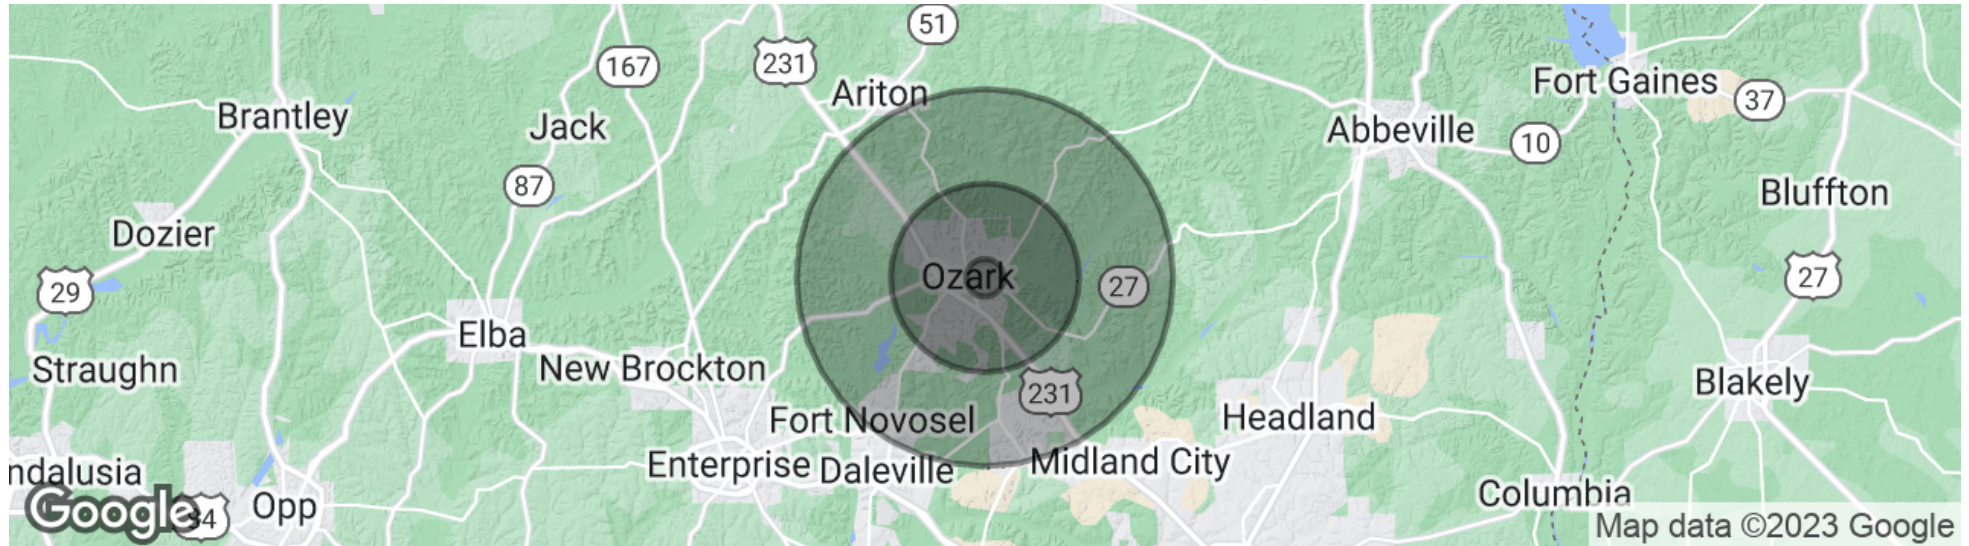 51
231
167
Ariton
Fort Gaines
37
Brantley
Jack
Abbeville
10
87
Bluffton
Dozier
Ozark
27
27
29
Elba
Straughn
New Brockton
231
Blakely
Fort Novosel
Headland
Enterprise
Daleville
Midland City
ndalusia
Columbia
Opp
Google
84
Map data ©2023 Google